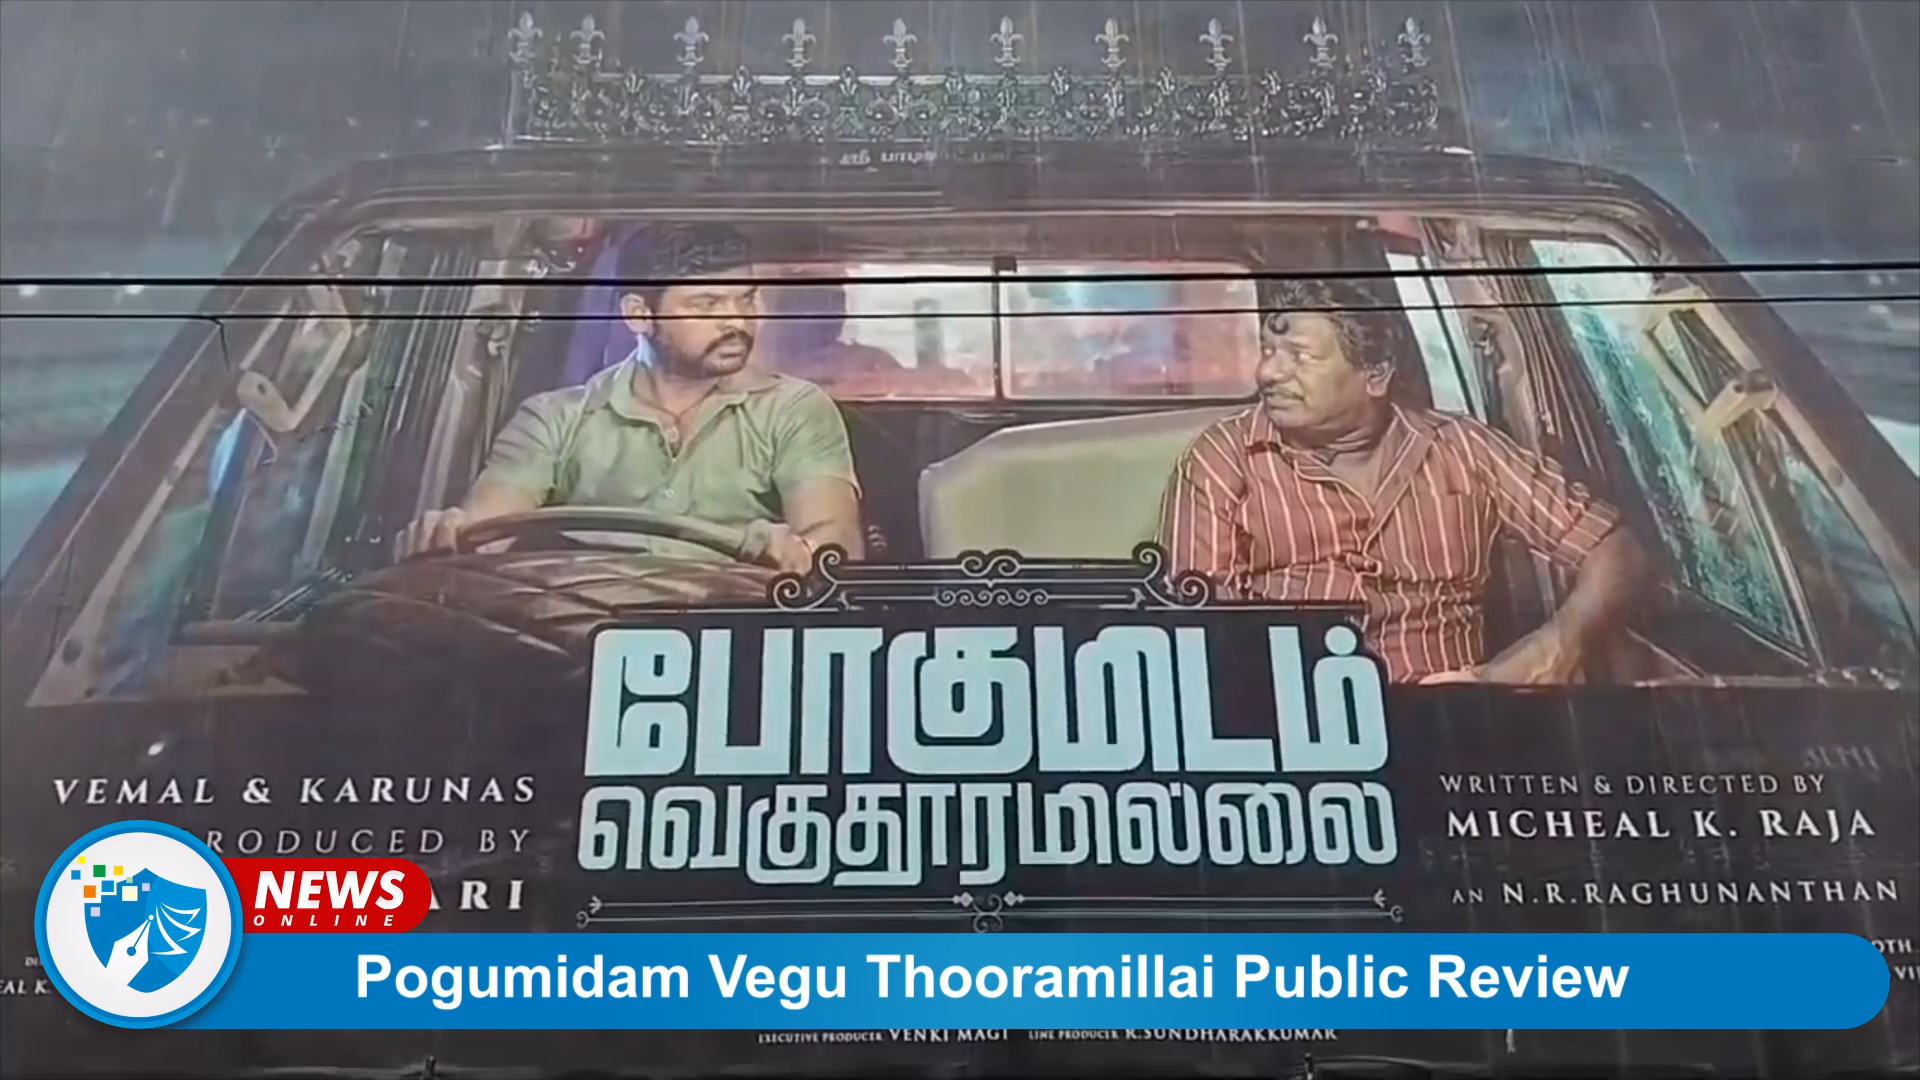 ஸ்ரீ
போகுமிடம்
வெகுதூரமில்லை
VEMAL & KARUNAS
RODUCED BY
ARI
WRITTEN & DIRECTED BY
MICHEAL K. RAJA
AN N.R.RAGHUNANTHAN
NEWS
ONLINE
Pogumidam Vegu Thooramillai Public Review
EXECUTIVE PRODUCER VENKI MAGI LINE PRODUCER R.SUNDHARAKKUMAR